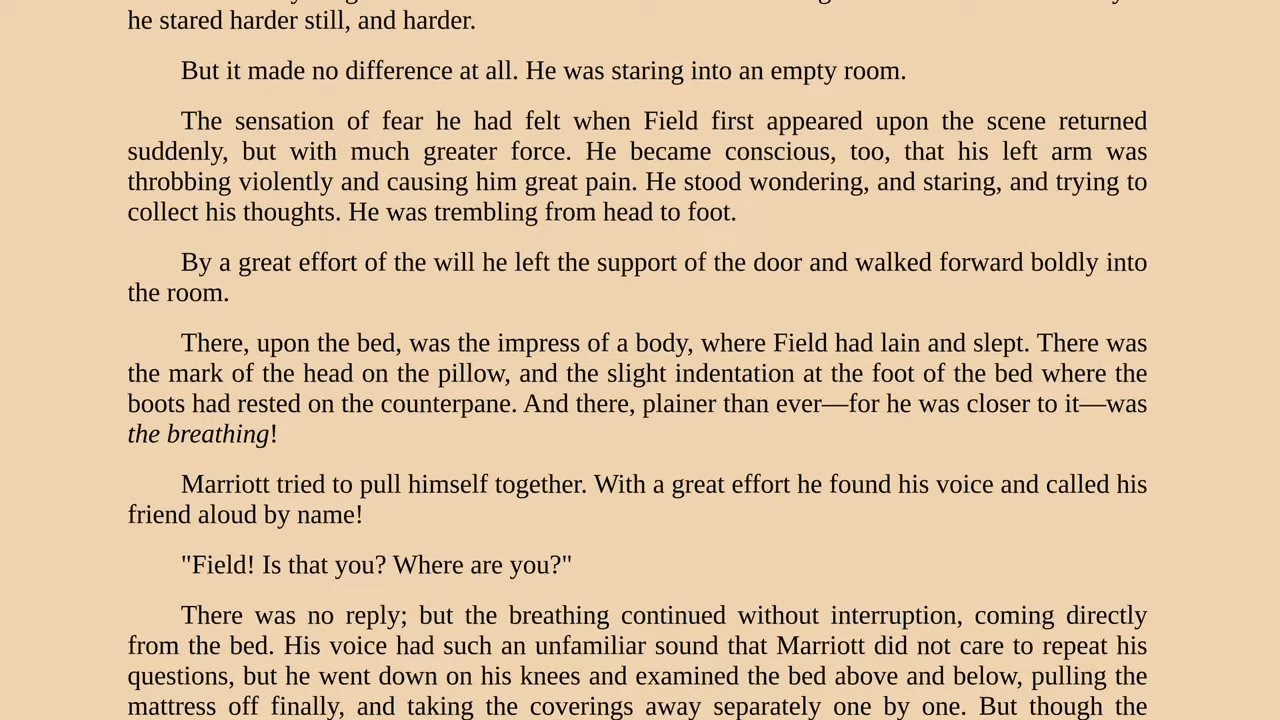 he stared harder still, and harder.
But it made no difference at all. He was staring into an empty room.
The sensation of fear he had felt when Field first appeared upon the scene returned
suddenly, but with much greater force. He became conscious, too, that his left arm was
throbbing violently and causing him great pain. He stood wondering, and staring, and trying to
collect his thoughts. He was trembling from head to foot.
By a great effort of the will he left the support of the door and walked forward boldly into
the room.
There, upon the bed, was the impress of a body, where Field had lain and slept. There was
the mark of the head on the pillow, and the slight indentation at the foot of the bed where the
boots had rested on the counterpane. And there, plainer than ever—for he was closer to it—was
the breathing!
Marriott tried to pull himself together. With a great effort he found his voice and called his
friend aloud by name!
"Field! Is that you? Where are you?"
There was no reply; but the breathing continued without interruption, coming directly
from the bed. His voice had such an unfamiliar sound that Marriott did not care to repeat his
questions, but he went down on his knees and examined the bed above and below, pulling the
mattress off finally, and taking the coverings away separately one by one. But though the